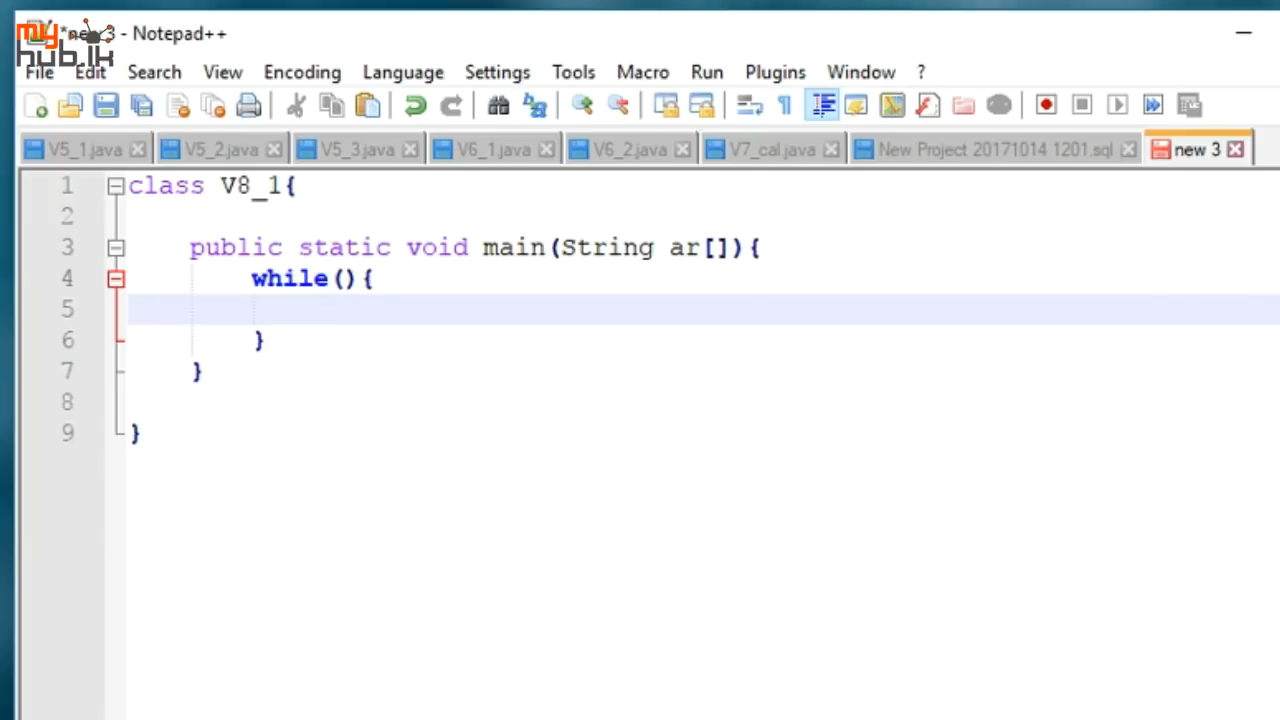 my
hub.lk
*new 3 - Notepad++
File Edit Search View Encoding Language Settings Tools Macro Run Plugins Window ?
V5_1.java V5_2.java V5_3.java V6_1.java V6_2.java V7_cal.java New Project 20171014 1201.sql new 3
1 class V8_1{
2
3 public static void main(String ar[]){
4 while(){
5
6 }
7 }
8
9 }